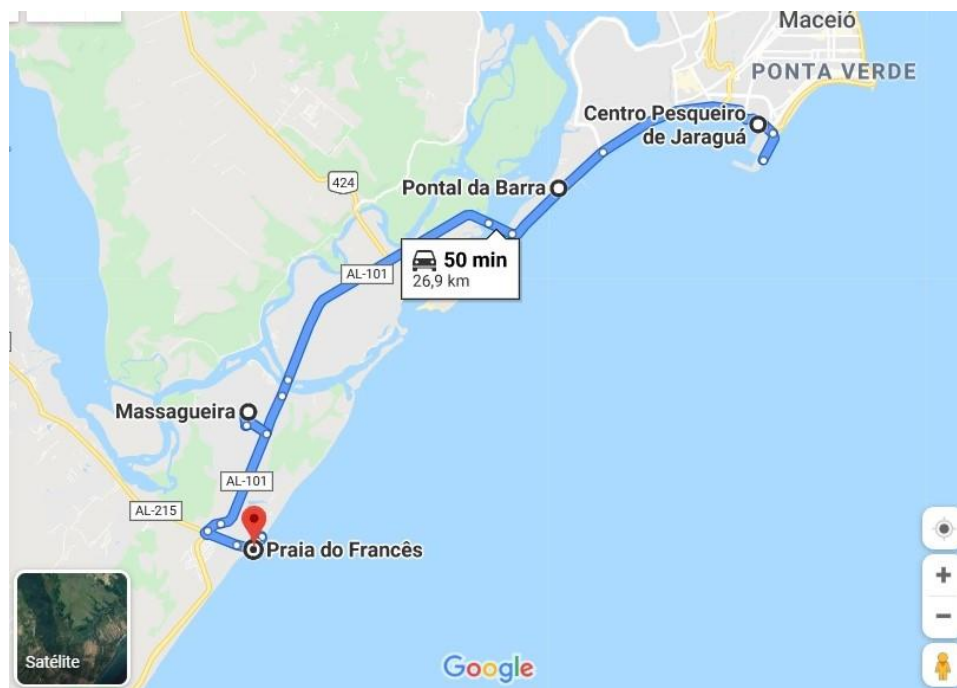 Maceió
PONTA VERDE
Centro Pesqueiro
de Jaraguá
424
Pontal da Barra
50 min
26,9 km
AL-101
Massagueira
AL-101
AL-215
Praia do Francês
Satélite
Google